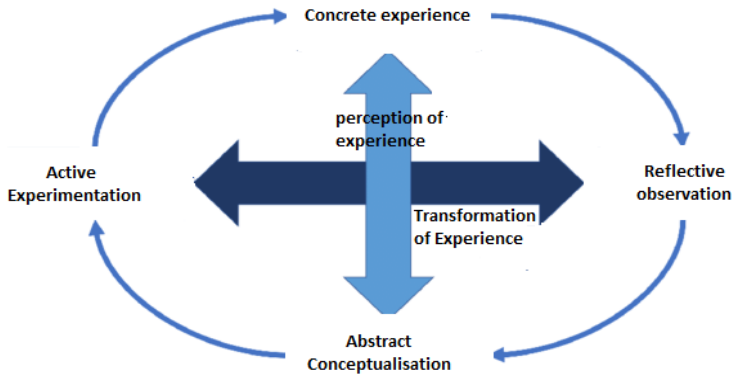 Concrete experience
perception of
experience
Active
Experimentation
Reflective
observation
Transformation
of Experience
Abstract
Conceptualisation